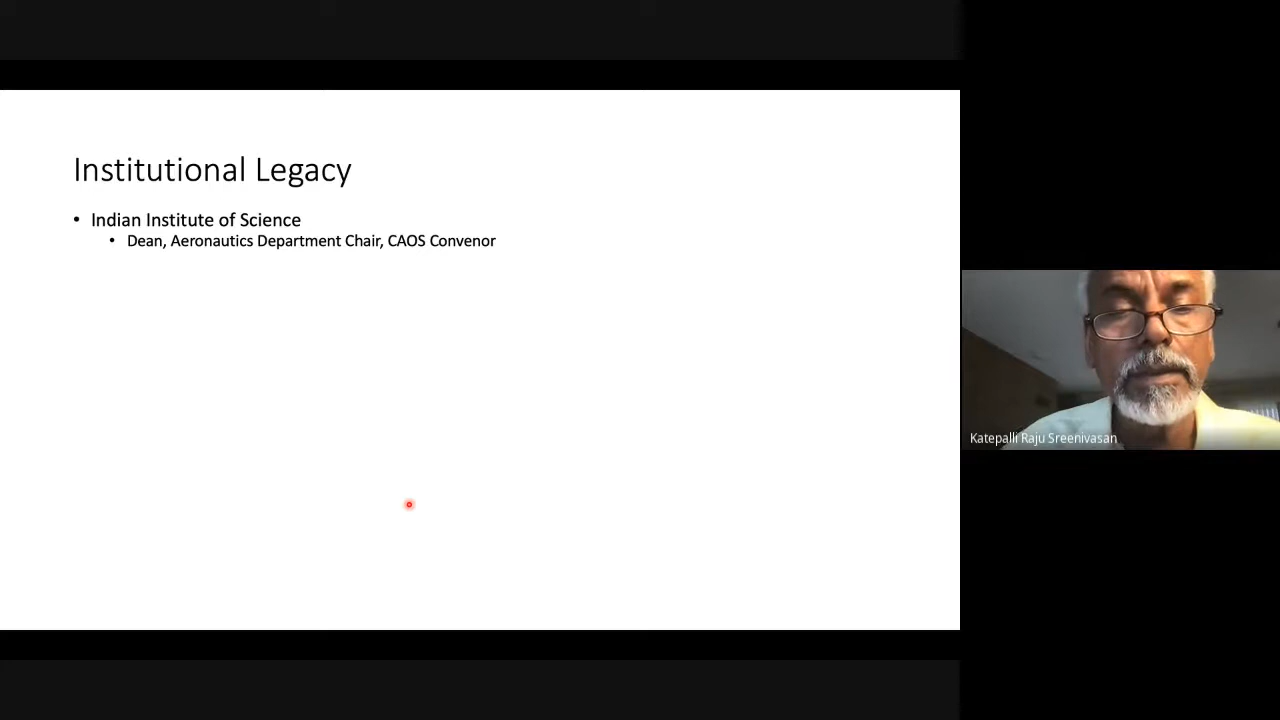 Institutional Legacy
• Indian Institute of Science
• Dean, Aeronautics Department Chair, CAOS Convenor
Katepalli Raju Sreenivasan